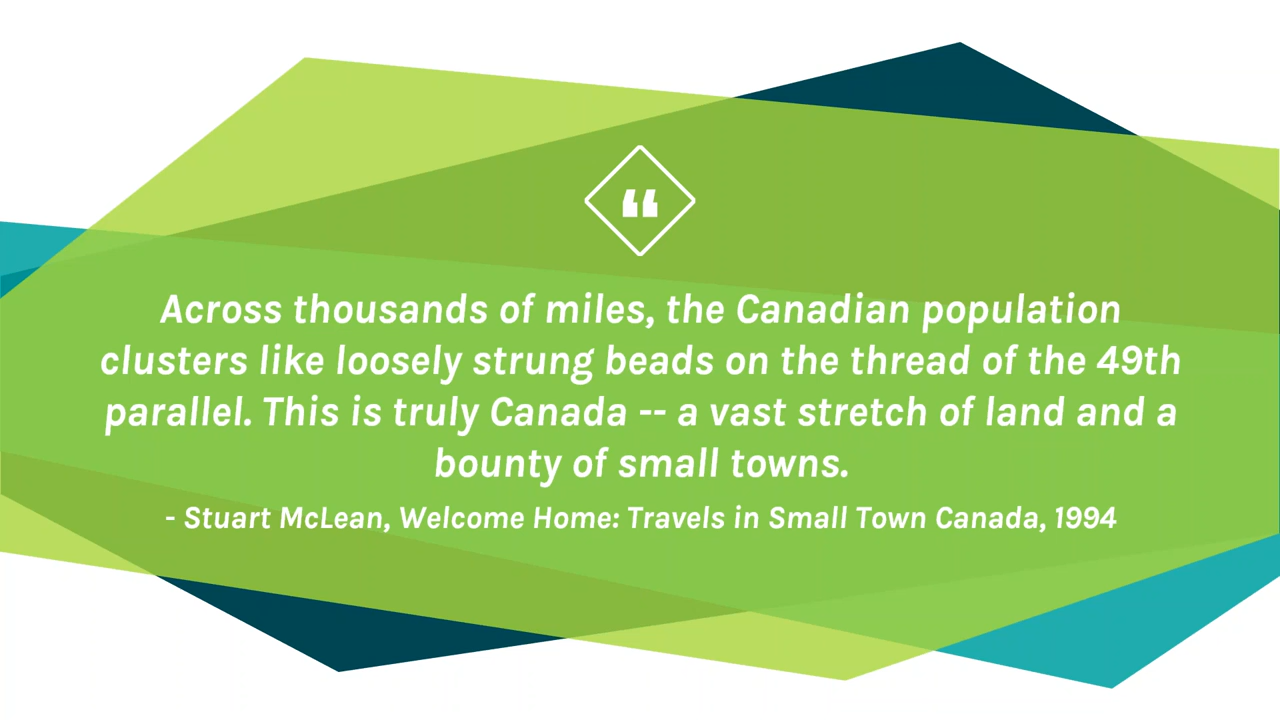 ❝
Across thousands of miles, the Canadian population
clusters like loosely strung beads on the thread of the 49th
parallel. This is truly Canada -- a vast stretch of land and a
bounty of small towns.
- Stuart McLean, Welcome Home: Travels in Small Town Canada, 1994